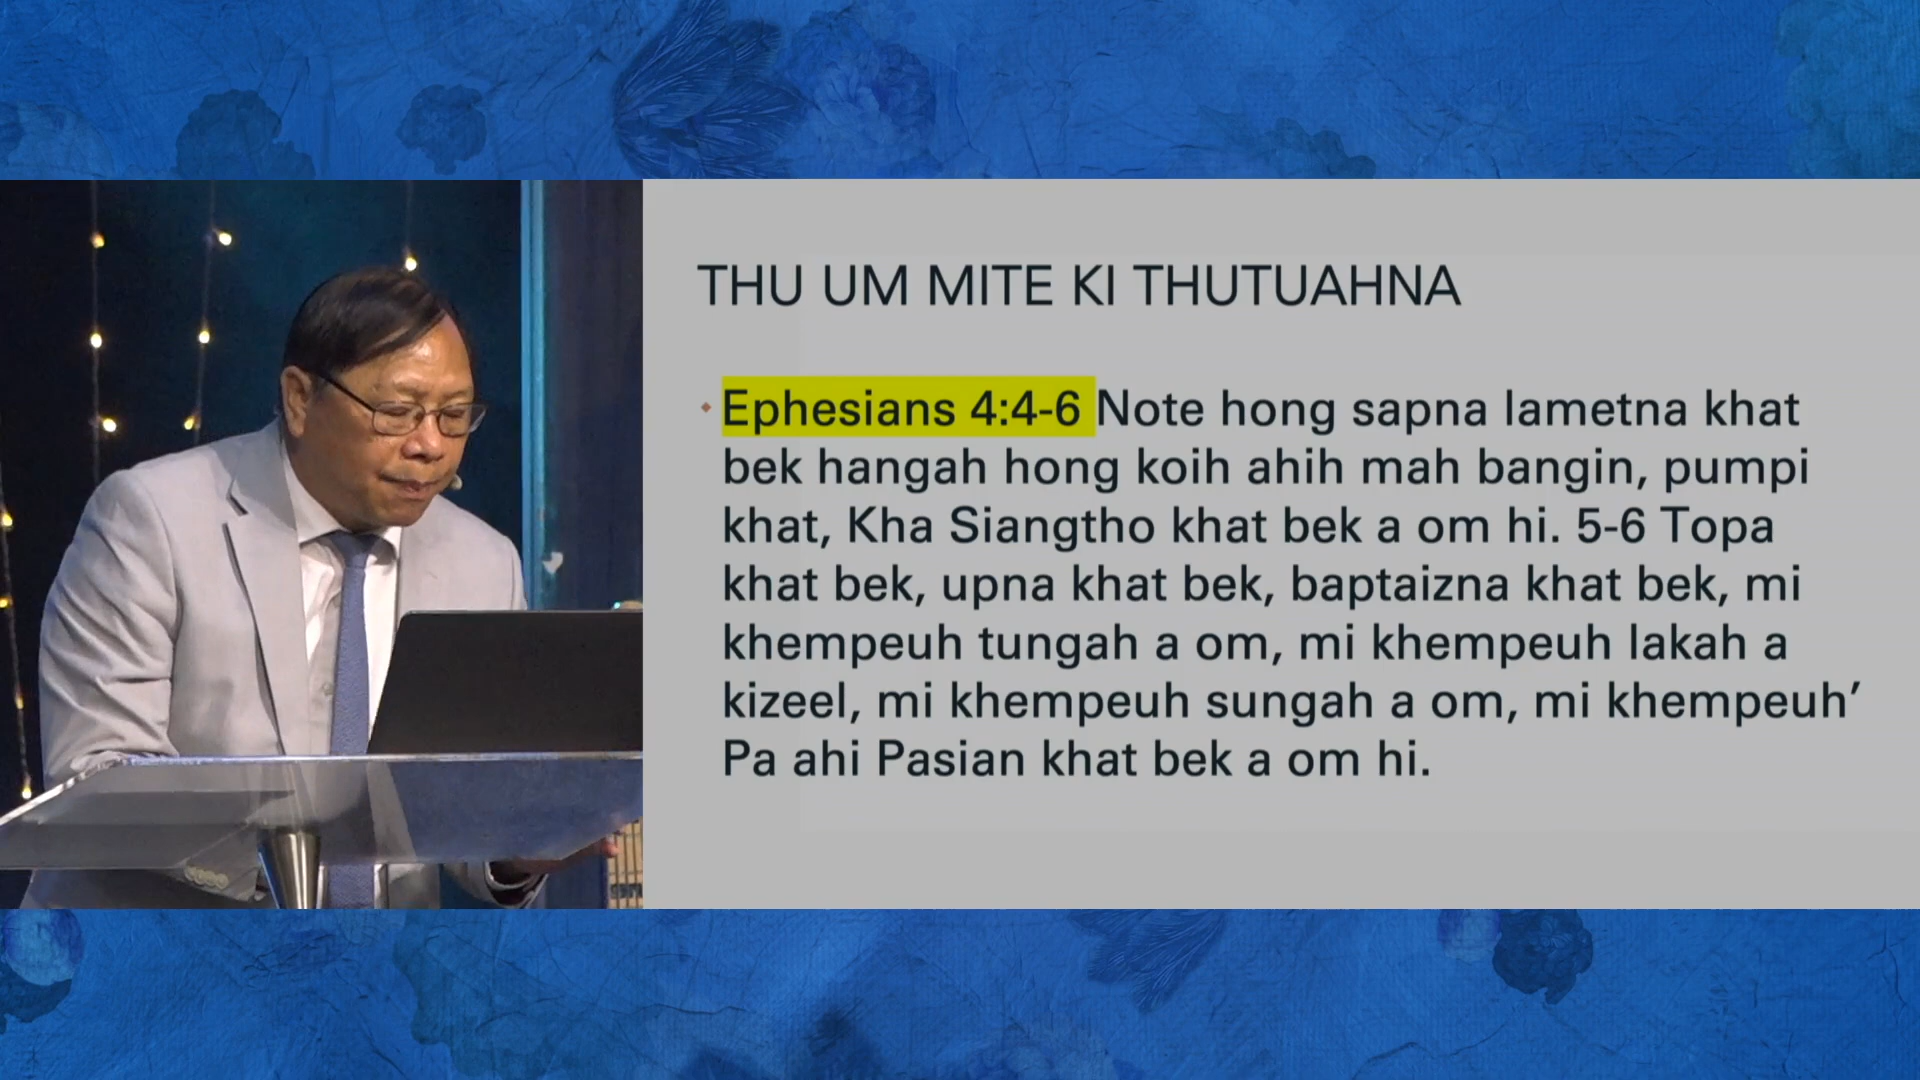 THU UM MITE KI THUTUAHNA
Ephesians 4:4-6 Note hong sapna lametna khat
bek hangah hong koih ahih mah bangin, pumpi
khat, Kha Siangtho khat bek a om hi. 5-6 Topa
khat bek, upna khat bek, baptaizna khat bek, mi
khempeuh tungah a om, mi khempeuh lakah a
kizeel, mi khempeuh sungah a om, mi khempeuh’
Pa ahi Pasian khat bek a om hi.